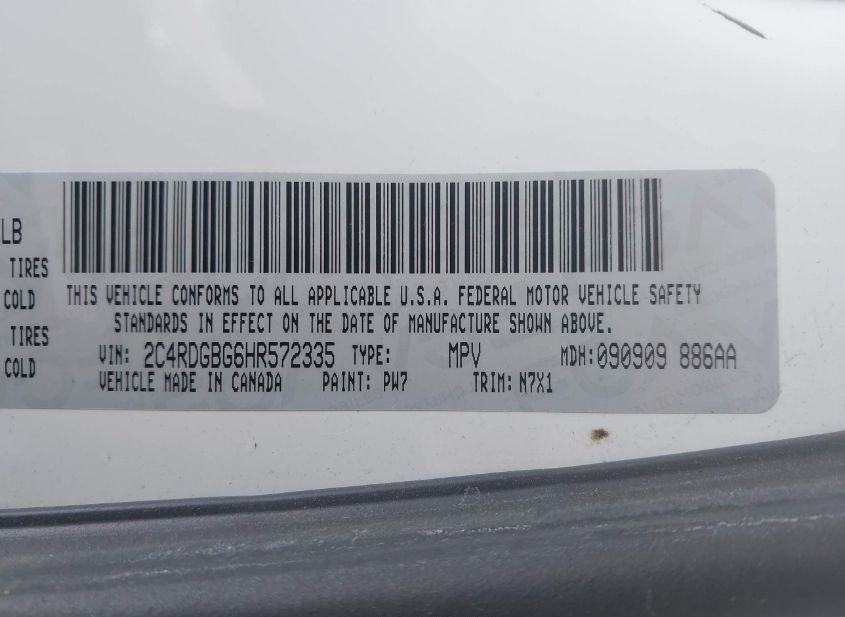 LB
TIRES
COLD
TIRES
COLD
THIS VEHICLE CONFORMS TO ALL APPLICABLE U.S.A. FEDERAL MOTOR VEHICLE SAFETY
STANDARDS IN EFFECT ON THE DATE OF MANUFACTURE SHOWN ABOVE.
VIN: 2C4RDGBG6HR572335 TYPE: MPV MDH:090909 886AA
VEHICLE MADE IN CANADA PAINT: PW7 TRIM: N7X1